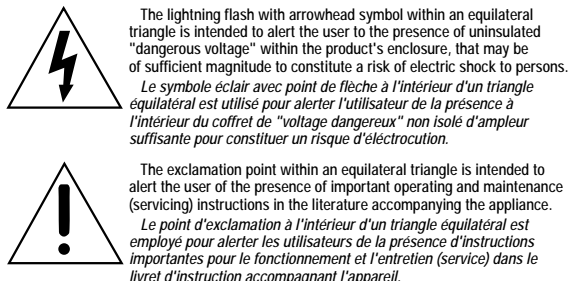 The lightning flash with arrowhead symbol within an equilateral
triangle is intended to alert the user to the presence of uninsulated
"dangerous voltage" within the product's enclosure, that may be
of sufficient magnitude to constitute a risk of electric shock to persons.
Le symbole éclair avec point de flèche à l'intérieur d'un triangle
équilatéral est utilisé pour alerter l'utilisateur de la présence à
l'intérieur du coffret de "voltage dangereux" non isolé d'ampleur
suffisante pour constituer un risque d'éléctrocution.
The exclamation point within an equilateral triangle is intended to
alert the user of the presence of important operating and maintenance
(servicing) instructions in the literature accompanying the appliance.
Le point d'exclamation à l'intérieur d'un triangle équilatéral est
employé pour alerter les utilisateurs de la présence d'instructions
importantes pour le fonctionnement et l'entretien (service) dans le
livret d'instruction accompagnant l'appareil.